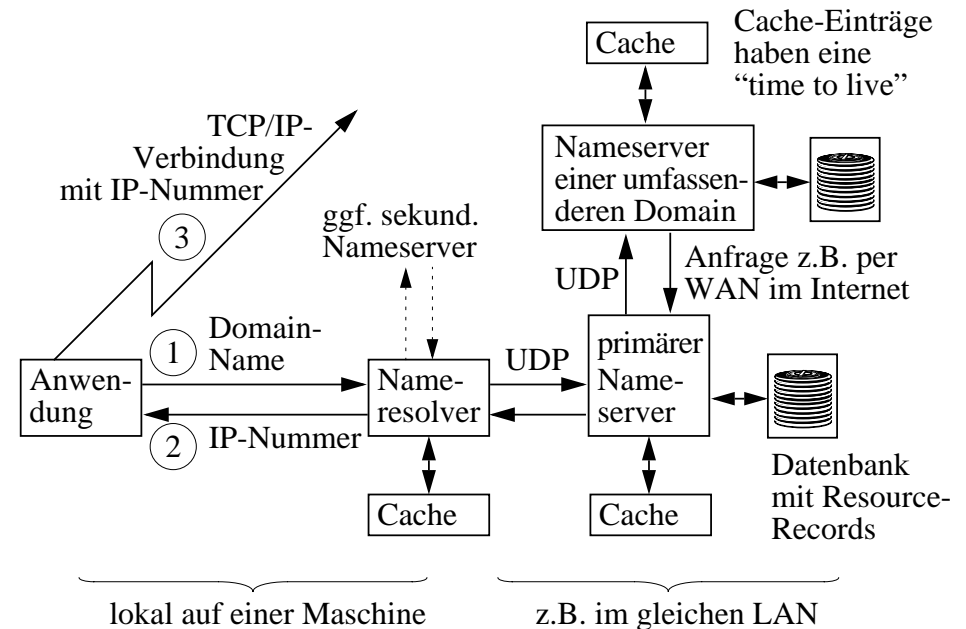 Cache
Cache-Einträge
haben eine
“time to live”
TCP/IP-
Verbindung
mit IP-Nummer
3
Nameserver
einer umfassen-
deren Domain
ggf. sekund.
Nameserver
UDP
Anfrage z.B. per
WAN im Internet
1
Domain-
Name
Anwen-
dung
2
IP-Nummer
Name-
resolver
UDP
primärer
Name-
server
Cache
Cache
Datenbank
mit Resource-
Records
lokal auf einer Maschine
z.B. im gleichen LAN